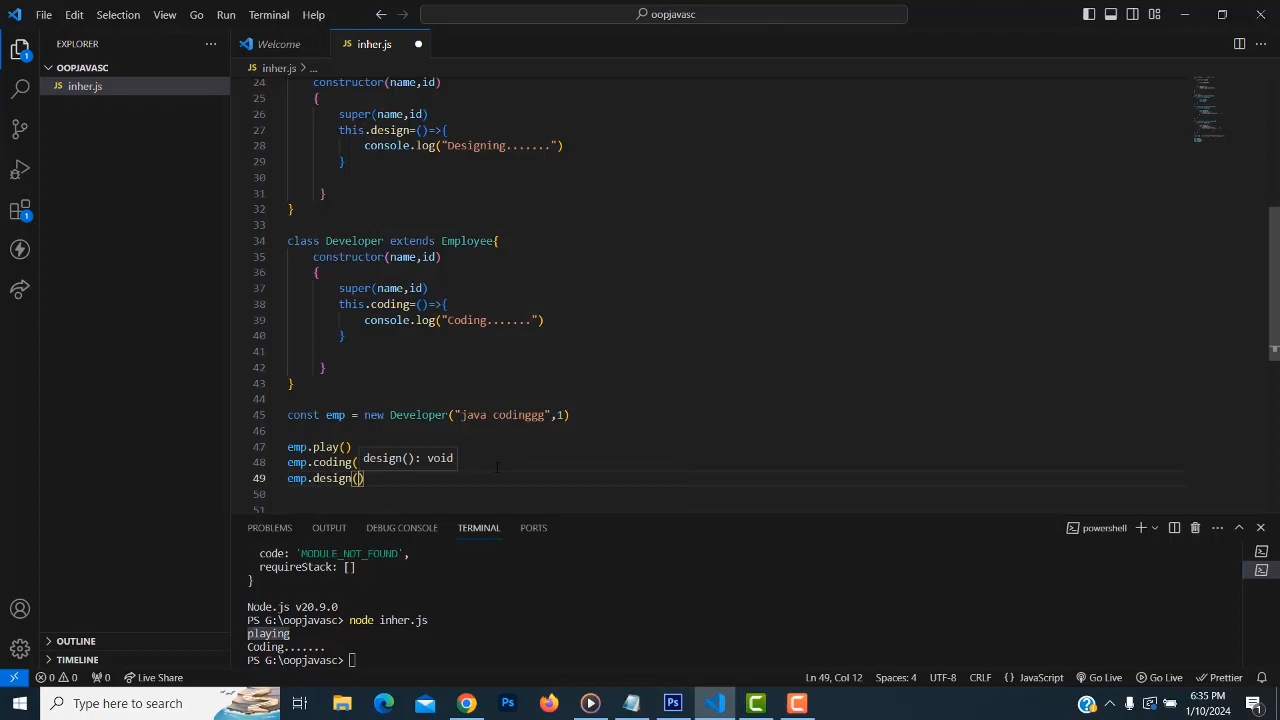 File Edit Selection View Go Run Terminal Help
oopjavasc
EXPLORER
Welcome
JS inher.js
OOPJAVASC
JS inher.js
JS inher.js > ...
24 constructor(name,id)
25 {
26 super(name,id)
27 this.design=()=>{
28 console.log("Designing.......")
29 }
30
31 }
32 }
33
34 class Developer extends Employee{
35 constructor(name,id)
36 {
37 super(name,id)
38 this.coding=()=>{
39 console.log("Coding.......")
40 }
41
42 }
43 }
44
45 const emp = new Developer("java codinggg",1)
46
47 emp.play()
design(): void
48 emp.coding(
49 emp.design()
50
51
PROBLEMS OUTPUT DEBUG CONSOLE TERMINAL PORTS
powershell
code: 'MODULE_NOT_FOUND',
requireStack: []
}
Node.js v20.9.0
PS G:\oopjavasc> node inher.js
playing
Coding.......
PS G:\oopjavasc>
OUTLINE
TIMELINE
0 0 0 Live Share
Ln 49, Col 12 Spaces: 4 UTF-8 CRLF JavaScript Go Live Go Live Prettier
Type here to search
6:35 PM
1/10/2024